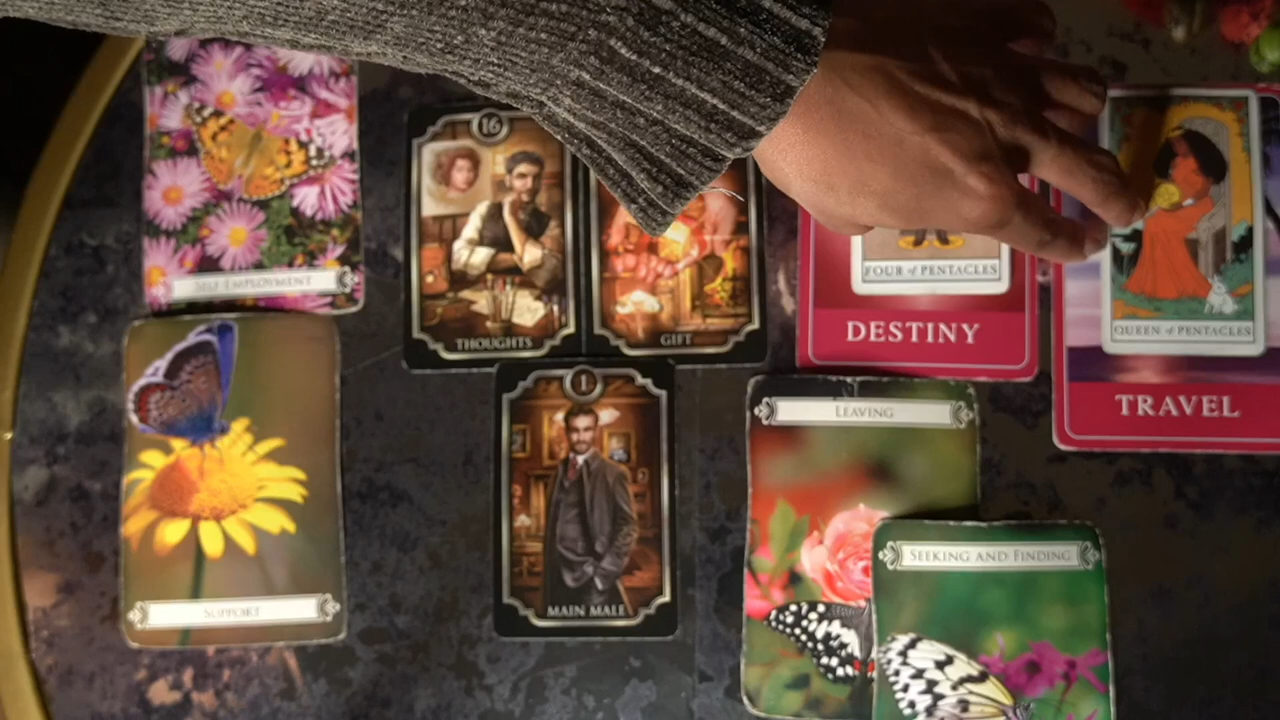 SELF EMPLOYMENT
SUPPORT
16
THOUGHTS
GIFT
1
MAIN MALE
FOUR of PENTACLES
DESTINY
QUEEN of PENTACLES
TRAVEL
LEAVING
SEEKING AND FINDING